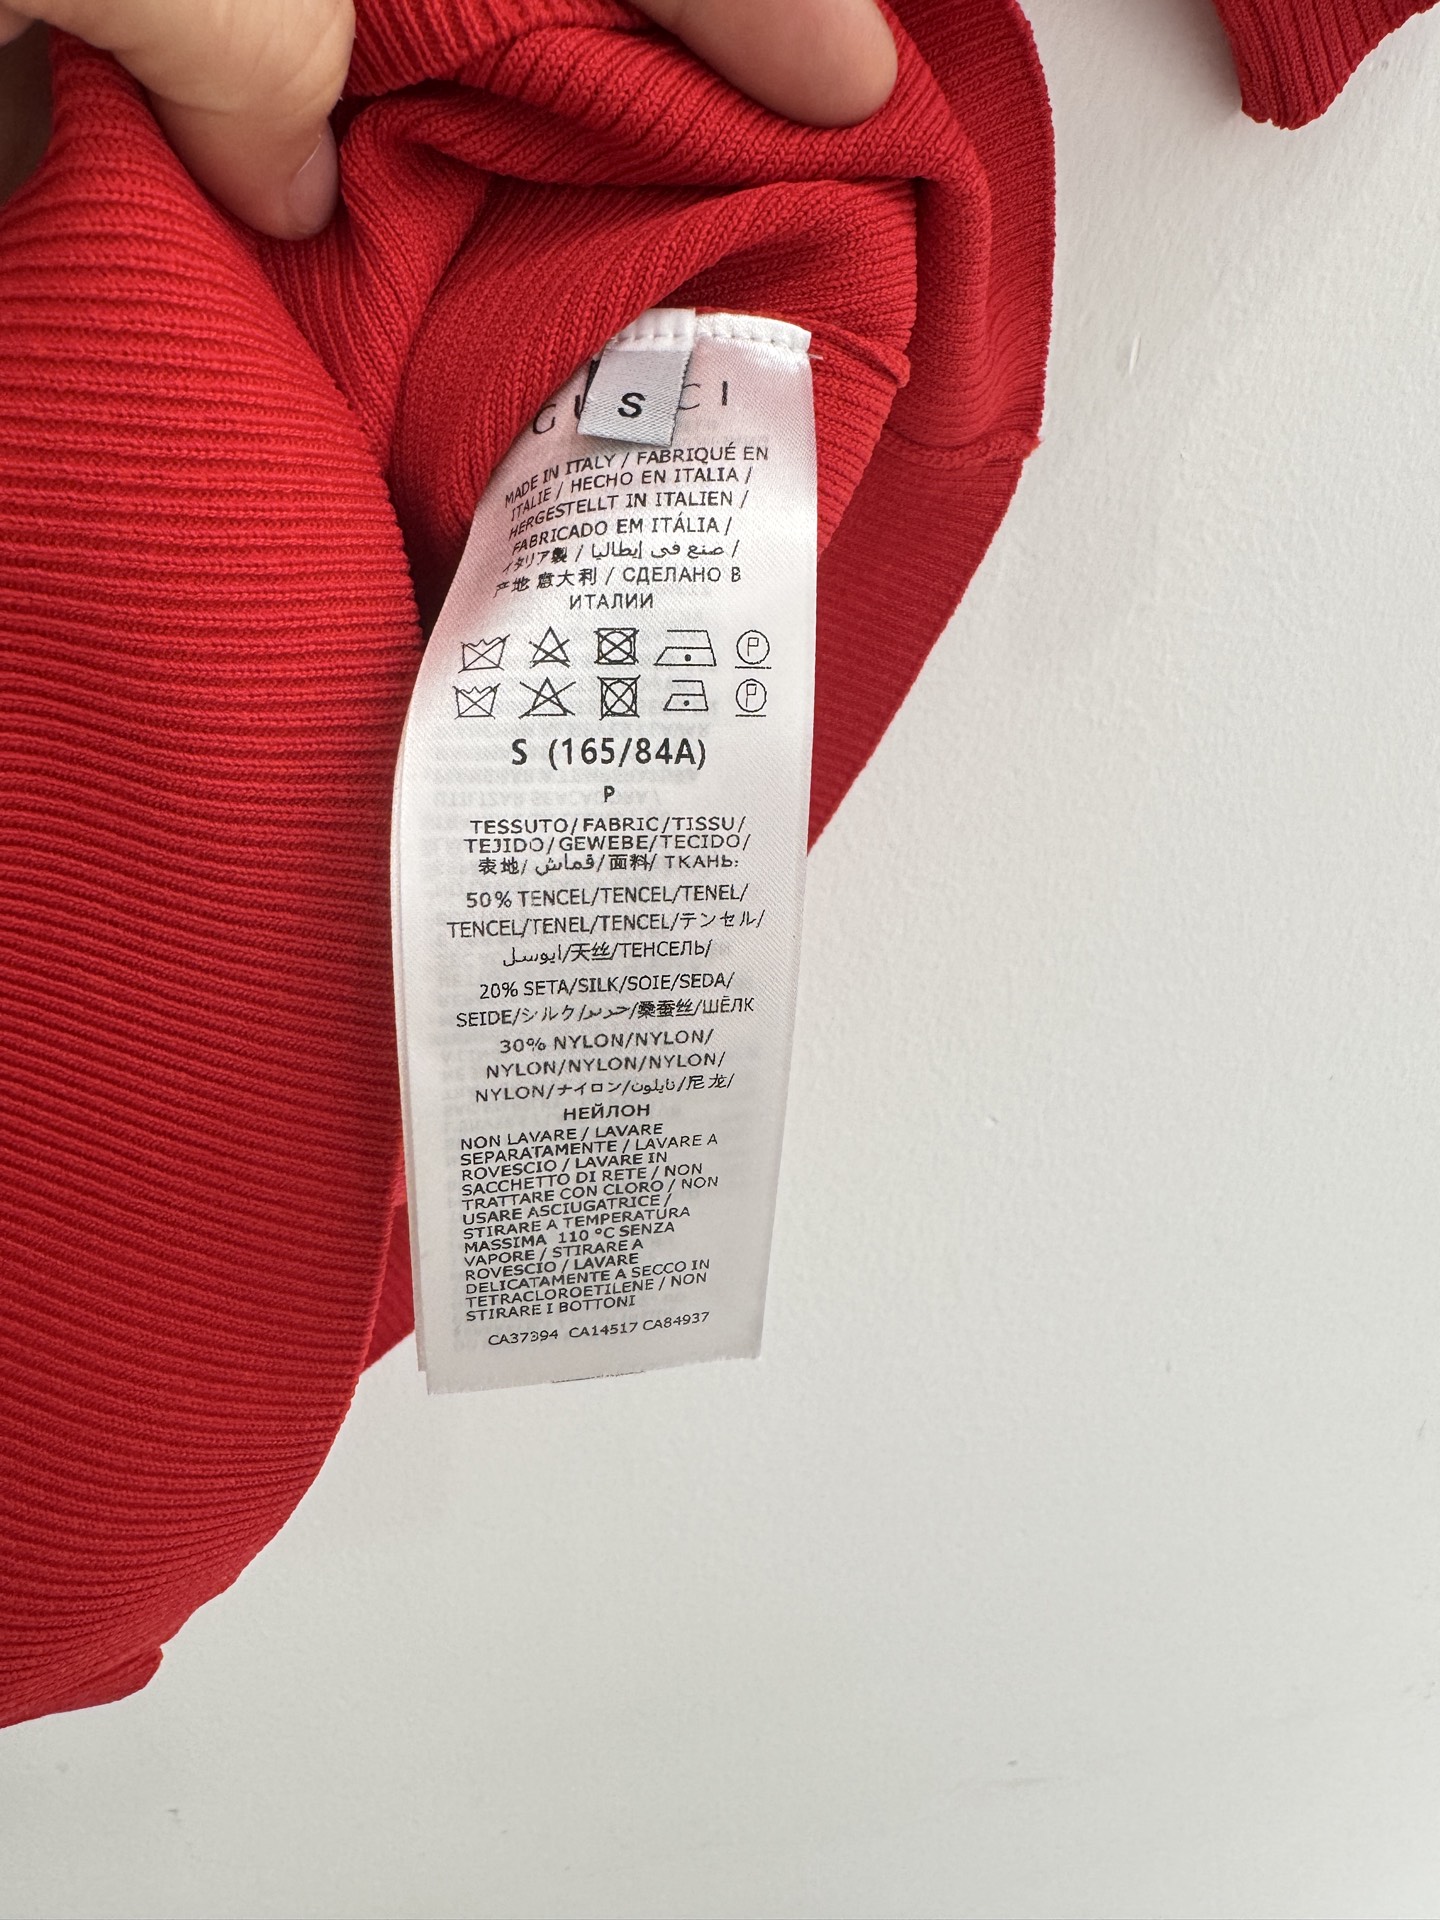 S
MADE IN ITALY / FABRIQUÉ EN
ITALIE / HECHO EN ITALIA /
HERGESTELLT IN ITALIEN /
FABRICADO EM ITÁLIA /
イタリア製 / صنع في إيطاليا /
产地 意大利 / СДЕЛАНО В
ИТАЛИИ
P P
P P
S (165/84A)
P
TESSUTO/FABRIC/TISSU/
TEJIDO/GEWEBE/TECIDO/
表地/ قماش/面料/ ТКАНЬ:
50% TENCEL/TENCEL/TENEL/
TENCEL/TENEL/TENCEL/テンセル/
ايوسل/天丝/ТЕНСЕЛЬ/
20% SETA/SILK/SOIE/SEDA/
SEIDE/シルク/حرير/桑蚕丝/ШЁЛК
30% NYLON/NYLON/
NYLON/NYLON/NYLON/
NYLON/ナイロン/نايلون/尼龙/
НЕЙЛОН
NON LAVARE / LAVARE
SEPARATAMENTE / LAVARE A
ROVESCIO / LAVARE IN
SACCHETTO DI RETE / NON
TRATTARE CON CLORO / NON
USARE ASCIUGATRICE /
STIRARE A TEMPERATURA
MASSIMA 110 °C SENZA
VAPORE / STIRARE A
ROVESCIO / LAVARE
DELICATAMENTE A SECCO IN
TETRACLOROETILENE / NON
STIRARE I BOTTONI
CA37394 CA14517 CA84937